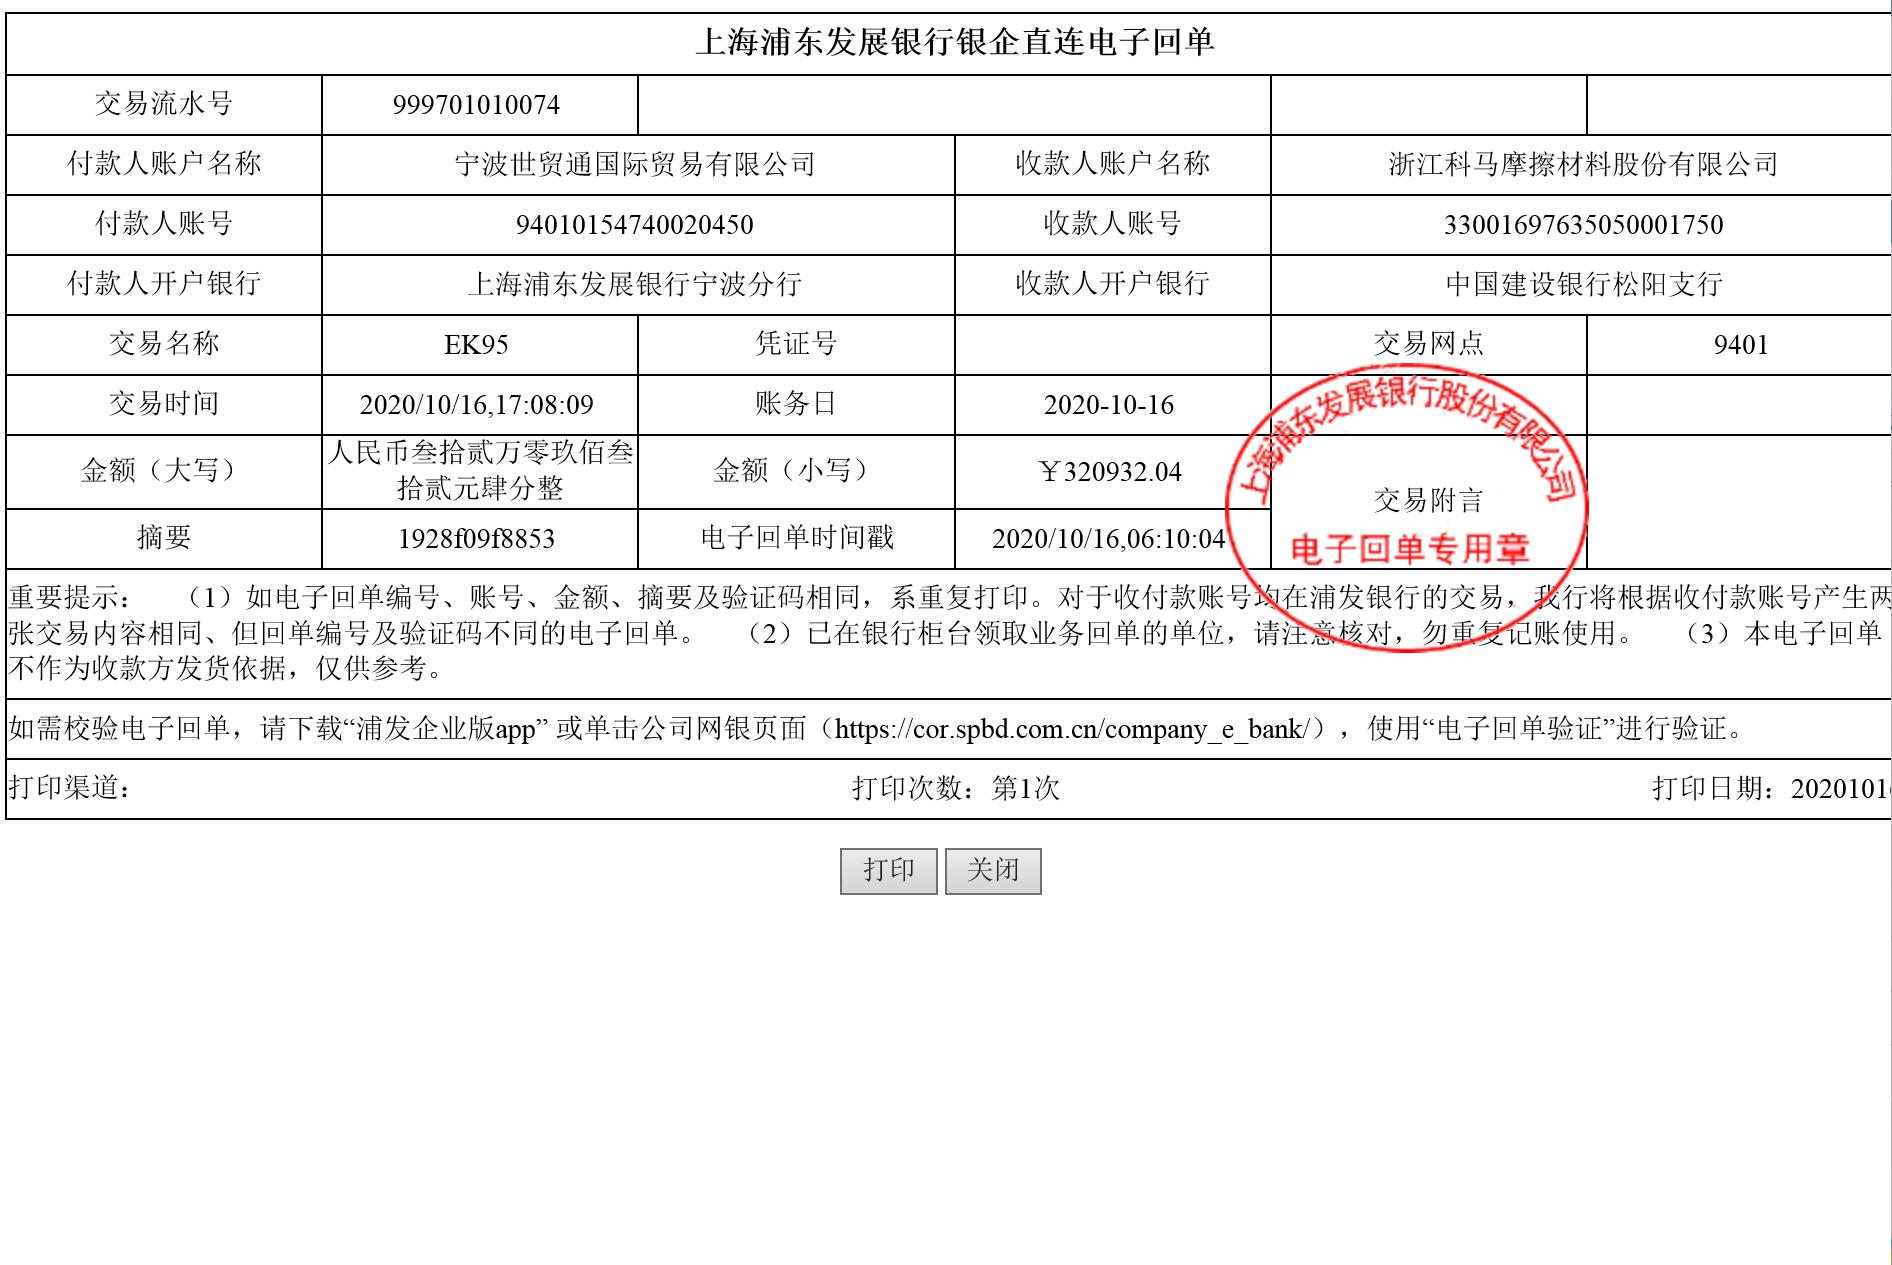 上海浦东发展银行银企直连电子回单
交易流水号 999701010074
付款人账户名称 宁波世贸通国际贸易有限公司 收款人账户名称 浙江科马摩擦材料股份有限公司
付款人账号 94010154740020450 收款人账号 33001697635050001750
付款人开户银行 上海浦东发展银行宁波分行 收款人开户银行 中国建设银行松阳支行
交易名称 EK95 凭证号 交易网点 9401
交易时间 2020/10/16,17:08:09 账务日 2020-10-16
金额（大写） 人民币叁拾贰万零玖佰叁
拾贰元肆分整 金额（小写） ￥320932.04
交易附言
摘要 1928f09f8853 电子回单时间戳 2020/10/16,06:10:04
上海浦东发展银行股份有限公司
电子回单专用章
重要提示： （1）如电子回单编号、账号、金额、摘要及验证码相同，系重复打印。对于收付款账号均在浦发银行的交易，我行将根据收付款账号产生两
张交易内容相同、但回单编号及验证码不同的电子回单。 （2）已在银行柜台领取业务回单的单位，请注意核对，勿重复记账使用。 （3）本电子回单
不作为收款方发货依据，仅供参考。
如需校验电子回单，请下载“浦发企业版app” 或单击公司网银页面（https://cor.spbd.com.cn/company_e_bank/），使用“电子回单验证”进行验证。
打印渠道： 打印次数：第1次 打印日期：2020101
打印 关闭